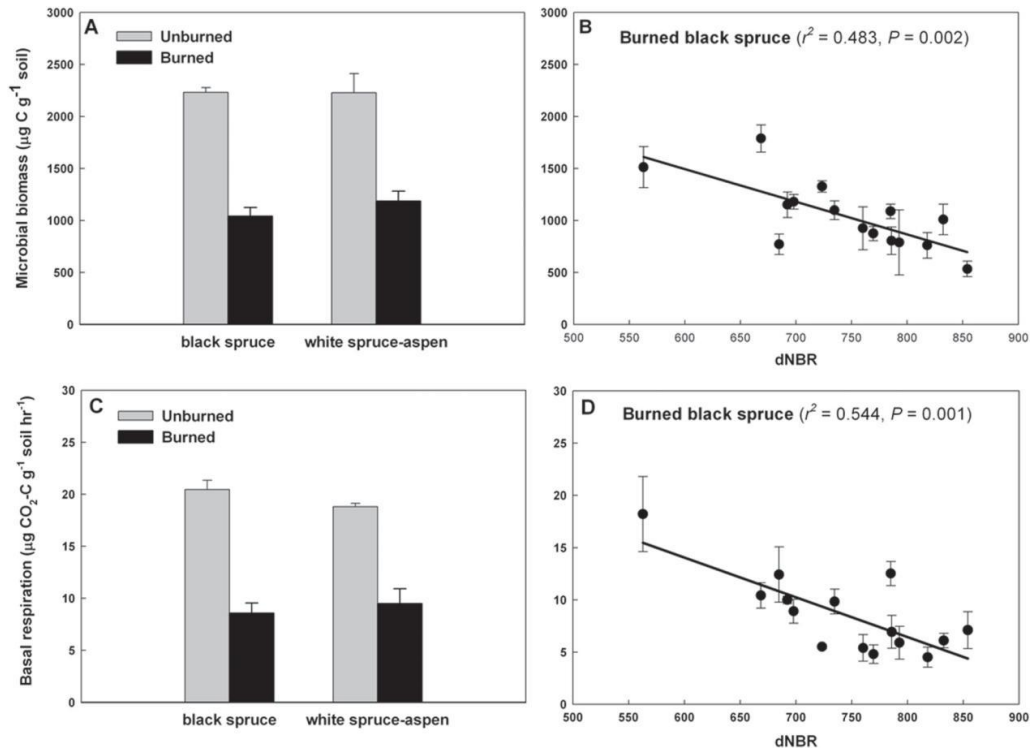 A
Unburned
Burned
Microbial biomass (µg C g⁻¹ soil)
3000
2500
2000
1500
1000
500
0
black spruce
white spruce-aspen
B
Burned black spruce (r² = 0.483, P = 0.002)
3000
2500
2000
1500
1000
500
0
500 550 600 650 700 750 800 850 900
dNBR
C
Unburned
Burned
Basal respiration (µg CO₂-C g⁻¹ soil hr⁻¹)
30
25
20
15
10
5
0
black spruce
white spruce-aspen
D
Burned black spruce (r² = 0.544, P = 0.001)
30
25
20
15
10
5
0
500 550 600 650 700 750 800 850 900
dNBR